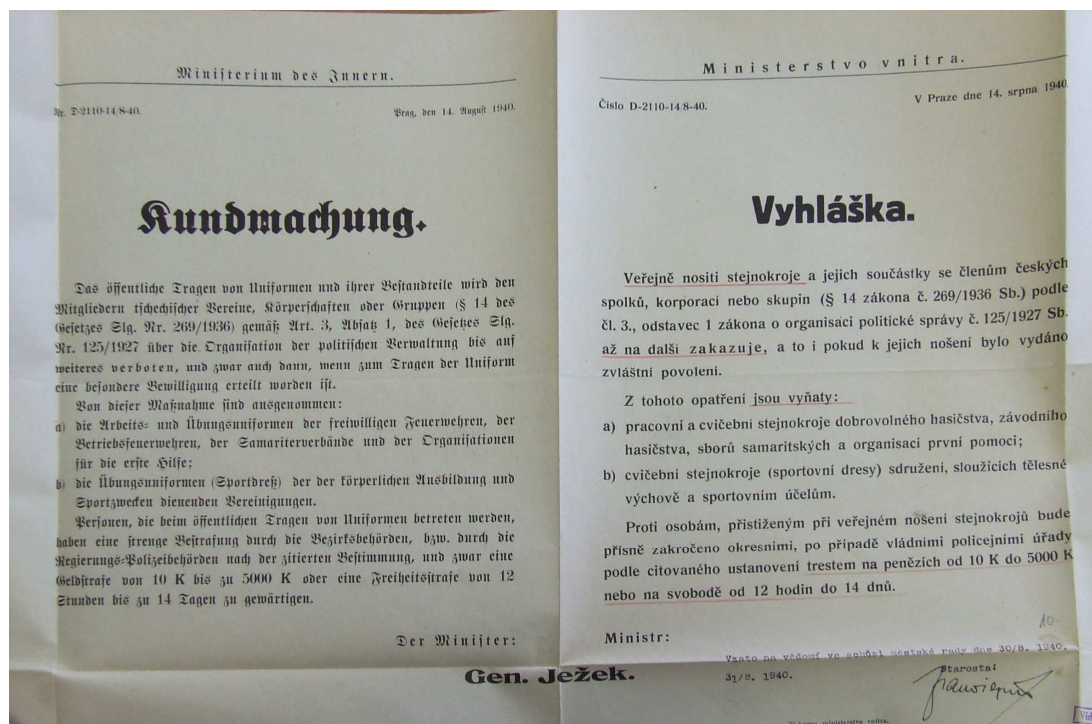 Ministerium des Innern.
Nr. D-2110-14/8-40.
Prag, den 14. August 1940.
Kundmachung.
Das öffentliche Tragen von Uniformen und ihrer Bestandteile wird den
Mitgliedern tschechischer Vereine, Körperschaften oder Gruppen (§ 14 des
Gesetzes Slg. Nr. 269/1936) gemäß Art. 3, Absatz 1, des Gesetzes Slg.
Nr. 125/1927 über die Organisation der politischen Verwaltung bis auf
weiteres verboten, und zwar auch dann, wenn zum Tragen der Uniform
eine besondere Bewilligung erteilt worden ist.
Von dieser Maßnahme sind ausgenommen:
a) die Arbeits- und Übungsuniformen der freiwilligen Feuerwehren, der
Betriebsfeuerwehren, der Samariterverbände und der Organisationen
für die erste Hilfe;
b) die Übungsuniformen (Sportdreß) der der körperlichen Ausbildung und
Sportzwecken dienenden Vereinigungen.
Personen, die beim öffentlichen Tragen von Uniformen betreten werden,
haben eine strenge Bestrafung durch die Bezirksbehörden, bzw. durch die
Regierungs-Polizeibehörden nach der zitierten Bestimmung, und zwar eine
Geldstrafe von 10 K bis zu 5000 K oder eine Freiheitsstrafe von 12
Stunden bis zu 14 Tagen zu gewärtigen.
Der Minister:
Ministerstvo vnitra.
Číslo D-2110-14/8-40.
V Praze dne 14. srpna 1940
Vyhláška.
Veřejně nositi stejnokroje a jejich součástky se členům českých
spolků, korporací nebo skupin (§ 14 zákona č. 269/1936 Sb.) podle
čl. 3., odstavec 1 zákona o organisaci politické správy č. 125/1927 Sb.
až na další zakazuje, a to i pokud k jejich nošení bylo vydáno
zvláštní povolení.
Z tohoto opatření jsou vyňaty:
a) pracovní a cvičební stejnokroje dobrovolného hasičstva, závodního
hasičstva, sborů samaritských a organisací první pomoci;
b) cvičební stejnokroje (sportovní dresy) sdružení, sloužících tělesné
výchově a sportovním účelům.
Proti osobám, přistiženým při veřejném nošení stejnokrojů bude
přísně zakročeno okresními, po případě vládními policejními úřady
podle citovaného ustanovení trestem na penězích od 10 K do 5000 K
nebo na svobodě od 12 hodin do 14 dnů.
10.
Ministr:
Vzato na vědomí ve schůzi městské rady dne 30/8. 1940.
Gen. Ježek.
31/8. 1940.
Starosta:
ministerstva vnitra.